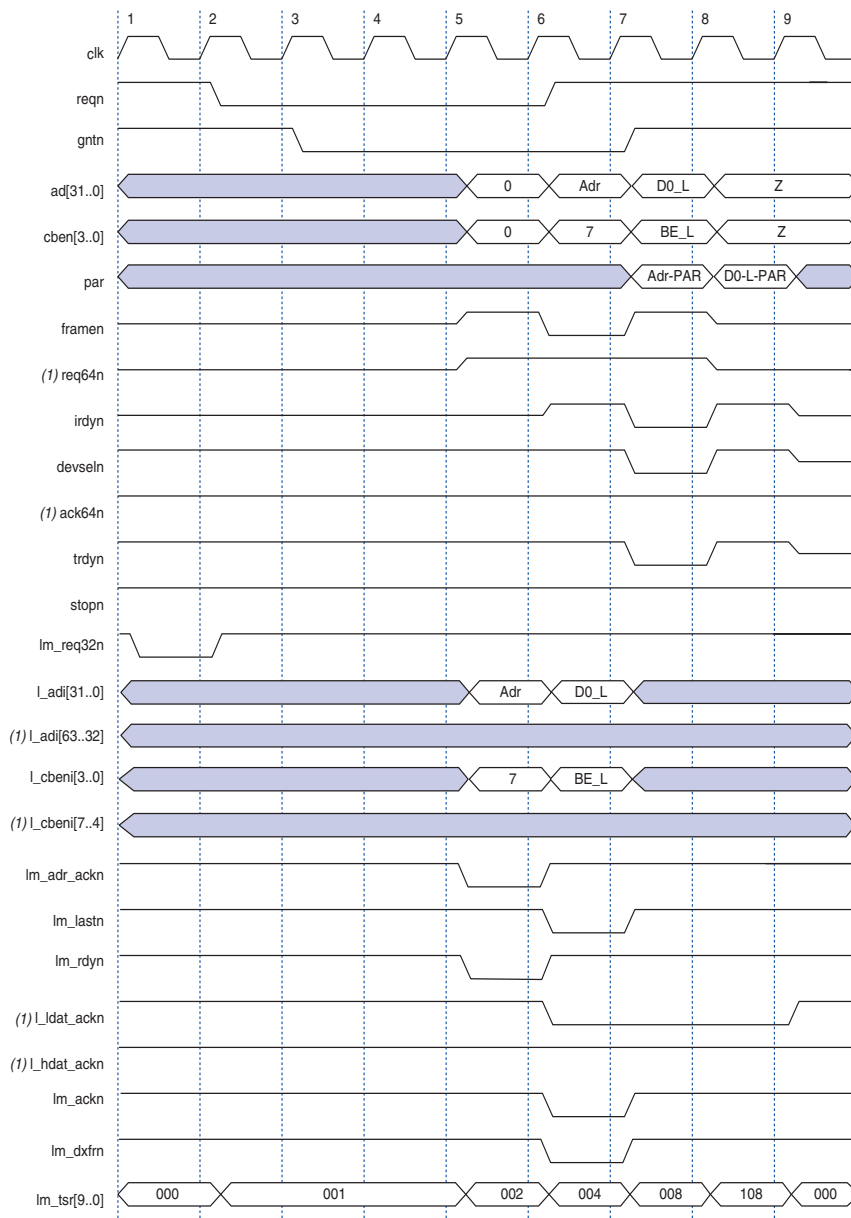 1 2 3 4 5 6 7 8 9
clk
reqn
gntn
ad[31..0] 0 Adr D0_L Z
cben[3..0] 0 7 BE_L Z
par Adr-PAR D0-L-PAR
framen
(1) req64n
irdyn
devseln
(1) ack64n
trdyn
stopn
lm_req32n
l_adi[31..0] Adr D0_L
(1) l_adi[63..32]
l_cbeni[3..0] 7 BE_L
(1) l_cbeni[7..4]
lm_adr_ackn
lm_lastn
lm_rdyn
(1) l_ldat_ackn
(1) l_hdat_ackn
lm_ackn
lm_dxfrn
lm_tsr[9..0] 000 001 002 004 008 108 000